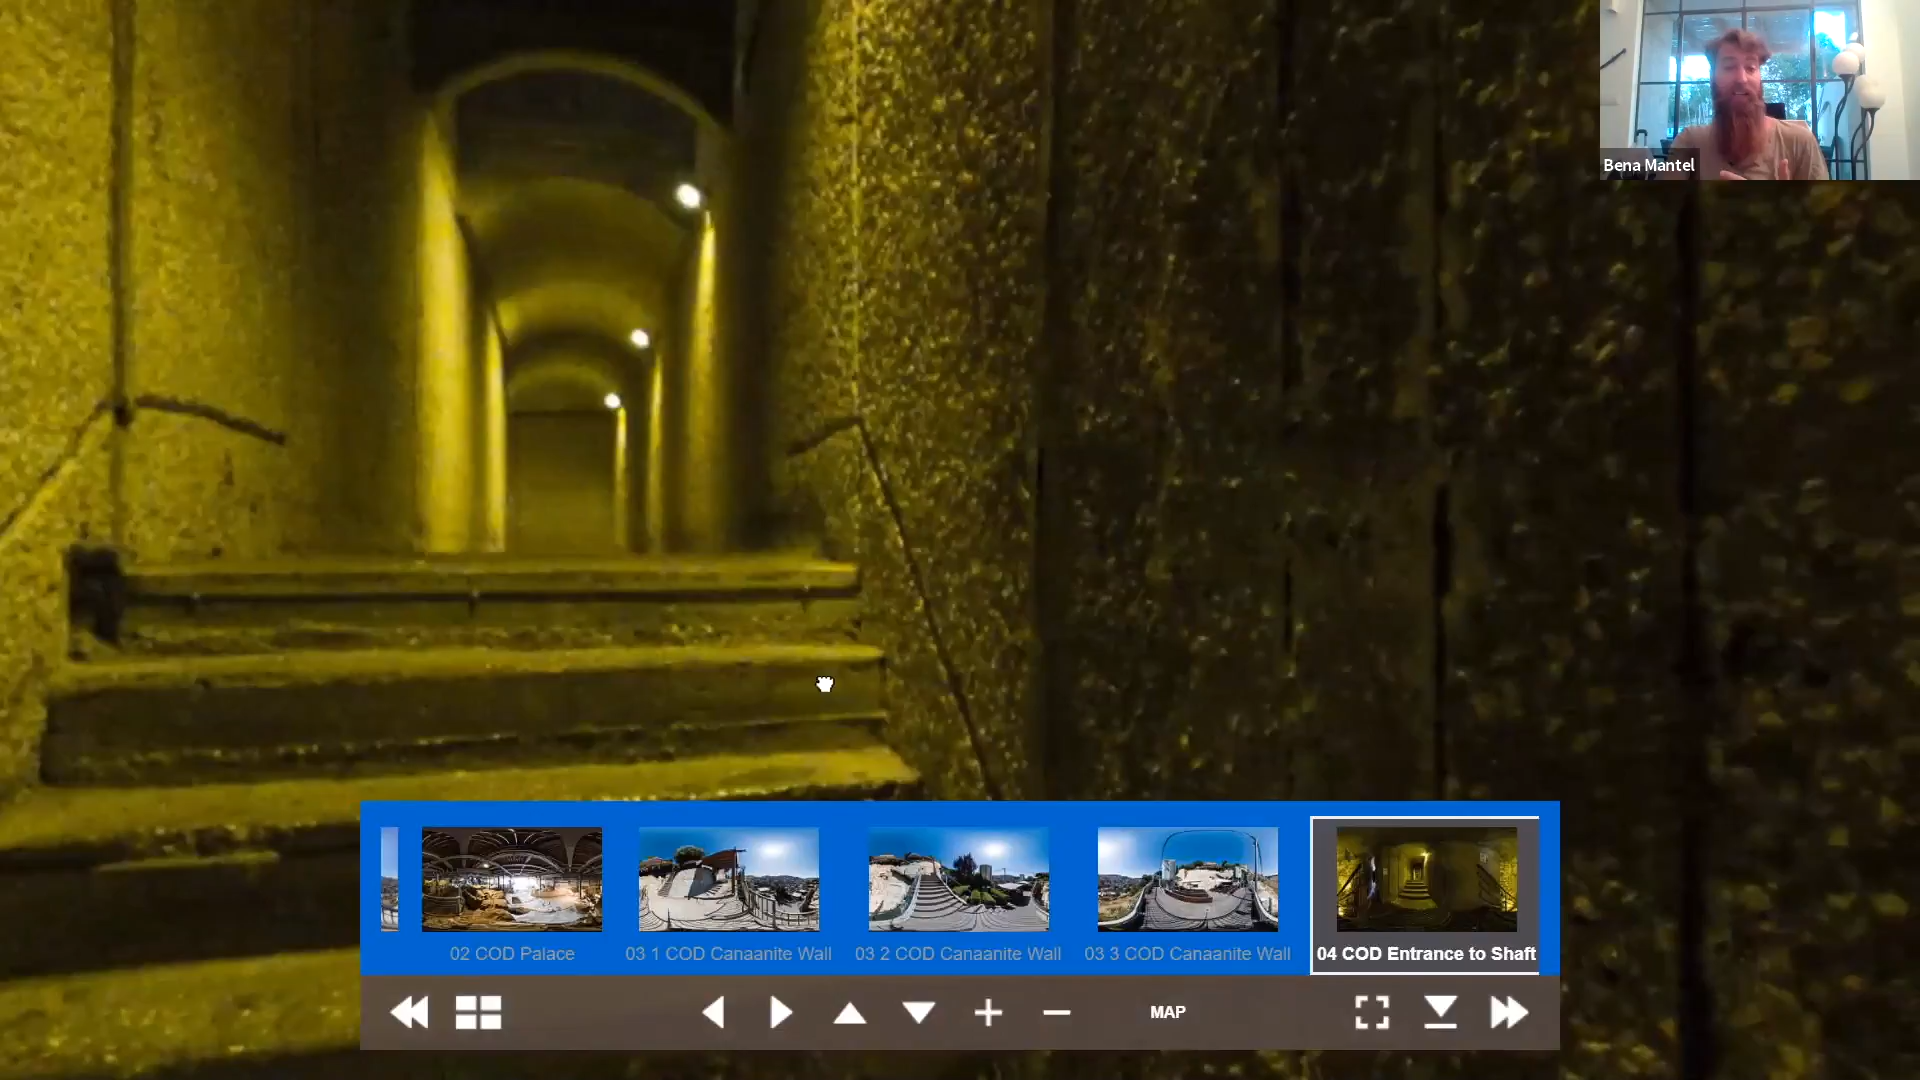 Bena Mantel
02 COD Palace
03 1 COD Canaanite Wall
03 2 COD Canaanite Wall
03 3 COD Canaanite Wall
04 COD Entrance to Shaft
MAP